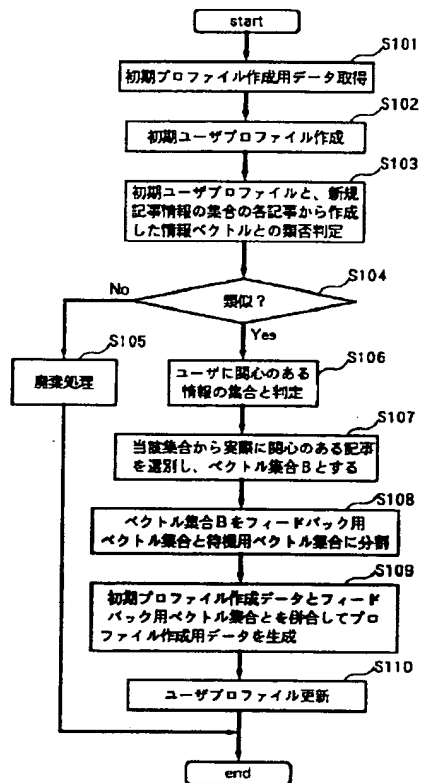 start
S101
初期プロファイル作成用データ取得
S102
初期ユーザプロファイル作成
S103
初期ユーザプロファイルと、新規
記事情報の集合の各記事から作成
した情報ベクトルとの類否判定
S104
類似？
No
Yes
S105
廃棄処理
S106
ユーザに関心のある
情報の集合と判定
S107
当該集合から実際に関心のある記事
を選別し、ベクトル集合Bとする
S108
ベクトル集合Bをフィードバック用
ベクトル集合と待機用ベクトル集合に分割
S109
初期プロファイル作成データとフィード
バック用ベクトル集合とを併合してプロ
ファイル作成用データを生成
S110
ユーザプロファイル更新
end